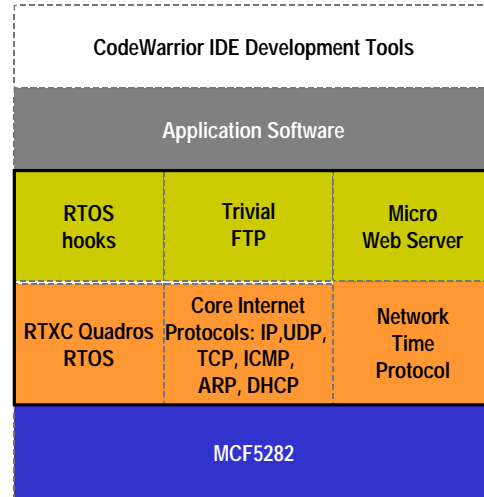 CodeWarrior IDE Development Tools
Application Software
RTOS
hooks
Trivial
FTP
Micro
Web Server
RTXC Quadros
RTOS
Core Internet
Protocols: IP,UDP,
TCP, ICMP,
ARP, DHCP
Network
Time
Protocol
MCF5282